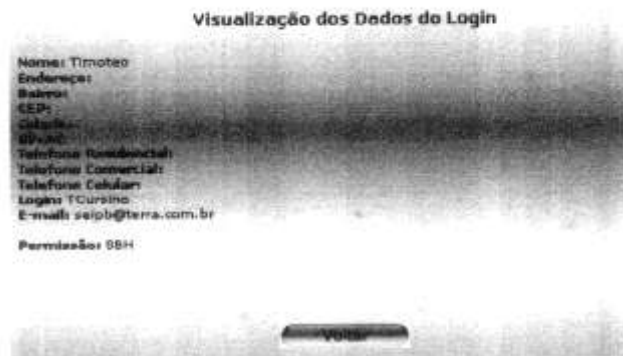 Visualização dos Dados do Login
Nome: Timoteo
Endereço:
Bairro:
CEP:
Cidade:
Telefone Residencial:
Telefone Comercial:
Telefone Celular:
Login: TCursino
E-mail: seipb@terra.com.br
Permissão: SBH
Voltar